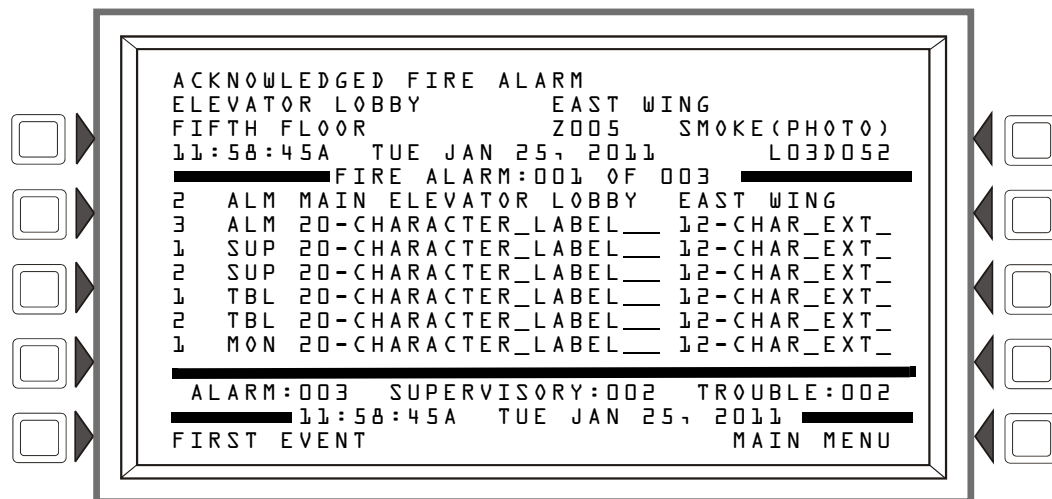 ACKNOWLEDGED FIRE ALARM
ELEVATOR LOBBY EAST WING
FIFTH FLOOR Z005 SMOKE(PHOTO)
11:58:45A TUE JAN 25, 2011 L03D052
FIRE ALARM:001 OF 003
2 ALM MAIN ELEVATOR LOBBY EAST WING
3 ALM 20-CHARACTER_LABEL___ 12-CHAR_EXT_
1 SUP 20-CHARACTER_LABEL___ 12-CHAR_EXT_
2 SUP 20-CHARACTER_LABEL___ 12-CHAR_EXT_
1 TBL 20-CHARACTER_LABEL___ 12-CHAR_EXT_
2 TBL 20-CHARACTER_LABEL___ 12-CHAR_EXT_
1 MON 20-CHARACTER_LABEL___ 12-CHAR_EXT_
ALARM:003 SUPERVISORY:002 TROUBLE:002
11:58:45A TUE JAN 25, 2011
FIRST EVENT MAIN MENU